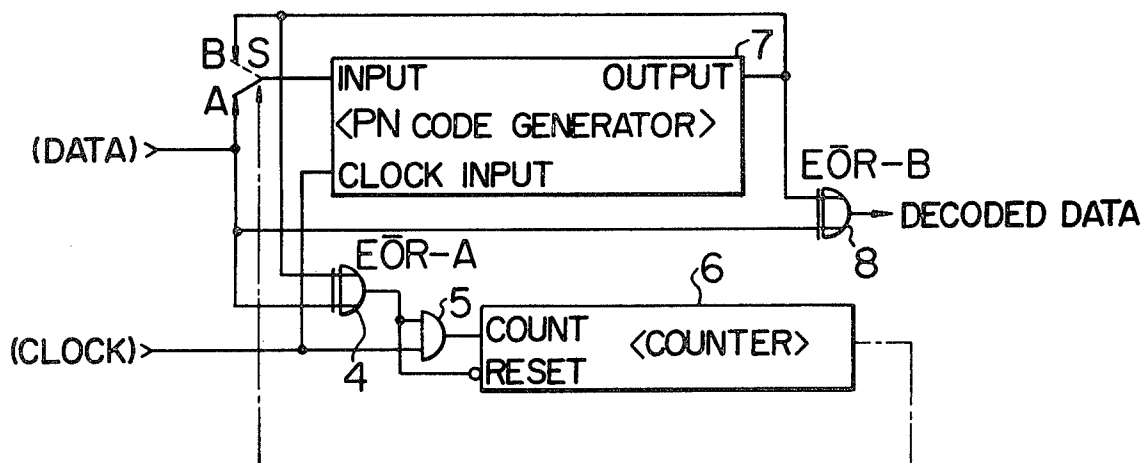 7
B S
INPUT OUTPUT
A
<PN CODE GENERATOR>
(DATA)
CLOCK INPUT
EŌR-B
DECODED DATA
8
EŌR-A
6
5
COUNT <COUNTER>
(CLOCK)
4
RESET